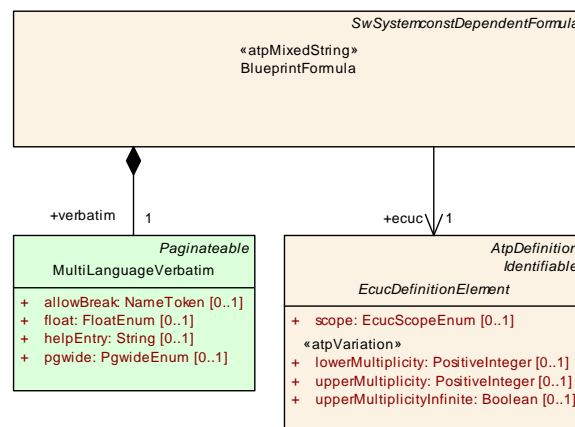 SwSystemconstDependentFormula
«atpMixedString»
BlueprintFormula
+verbatim 1
+ecuc 1
Paginateable
MultiLanguageVerbatim
+ allowBreak: NameToken [0..1]
+ float: FloatEnum [0..1]
+ helpEntry: String [0..1]
+ pgwide: PgwideEnum [0..1]
AtpDefinition
Identifiable
EcucDefinitionElement
+ scope: EcucScopeEnum [0..1]
«atpVariation»
+ lowerMultiplicity: PositiveInteger [0..1]
+ upperMultiplicity: PositiveInteger [0..1]
+ upperMultiplicityInfinite: Boolean [0..1]